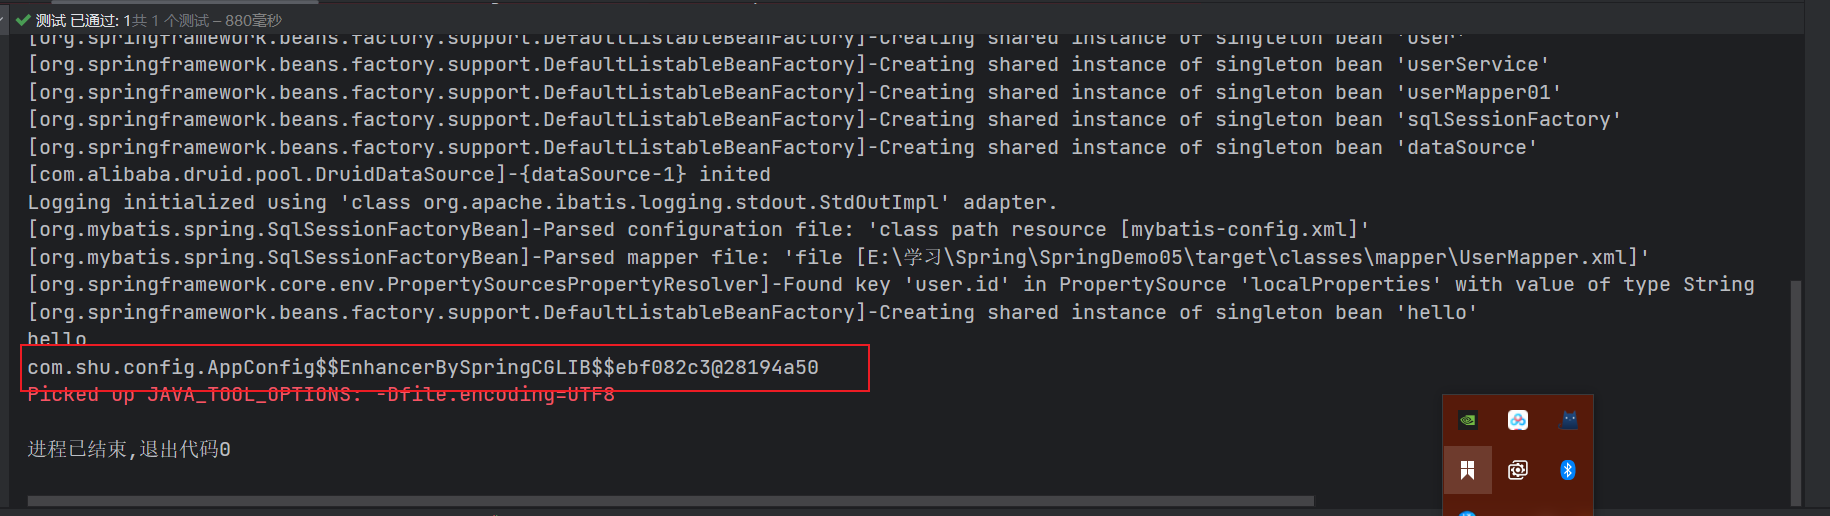 测试 已通过: 1共 1 个测试 – 880毫秒
[org.springframework.beans.factory.support.DefaultListableBeanFactory]-Creating shared instance of singleton bean 'user'
[org.springframework.beans.factory.support.DefaultListableBeanFactory]-Creating shared instance of singleton bean 'userService'
[org.springframework.beans.factory.support.DefaultListableBeanFactory]-Creating shared instance of singleton bean 'userMapper01'
[org.springframework.beans.factory.support.DefaultListableBeanFactory]-Creating shared instance of singleton bean 'sqlSessionFactory'
[org.springframework.beans.factory.support.DefaultListableBeanFactory]-Creating shared instance of singleton bean 'dataSource'
[com.alibaba.druid.pool.DruidDataSource]-{dataSource-1} inited
Logging initialized using 'class org.apache.ibatis.logging.stdout.StdOutImpl' adapter.
[org.mybatis.spring.SqlSessionFactoryBean]-Parsed configuration file: 'class path resource [mybatis-config.xml]'
[org.mybatis.spring.SqlSessionFactoryBean]-Parsed mapper file: 'file [E:\学习\Spring\SpringDemo05\target\classes\mapper\UserMapper.xml]'
[org.springframework.core.env.PropertySourcesPropertyResolver]-Found key 'user.id' in PropertySource 'localProperties' with value of type String
[org.springframework.beans.factory.support.DefaultListableBeanFactory]-Creating shared instance of singleton bean 'hello'
hello
com.shu.config.AppConfig$$EnhancerBySpringCGLIB$$ebf082c3@28194a50
Picked up JAVA_TOOL_OPTIONS: -Dfile.encoding=UTF8
进程已结束,退出代码0